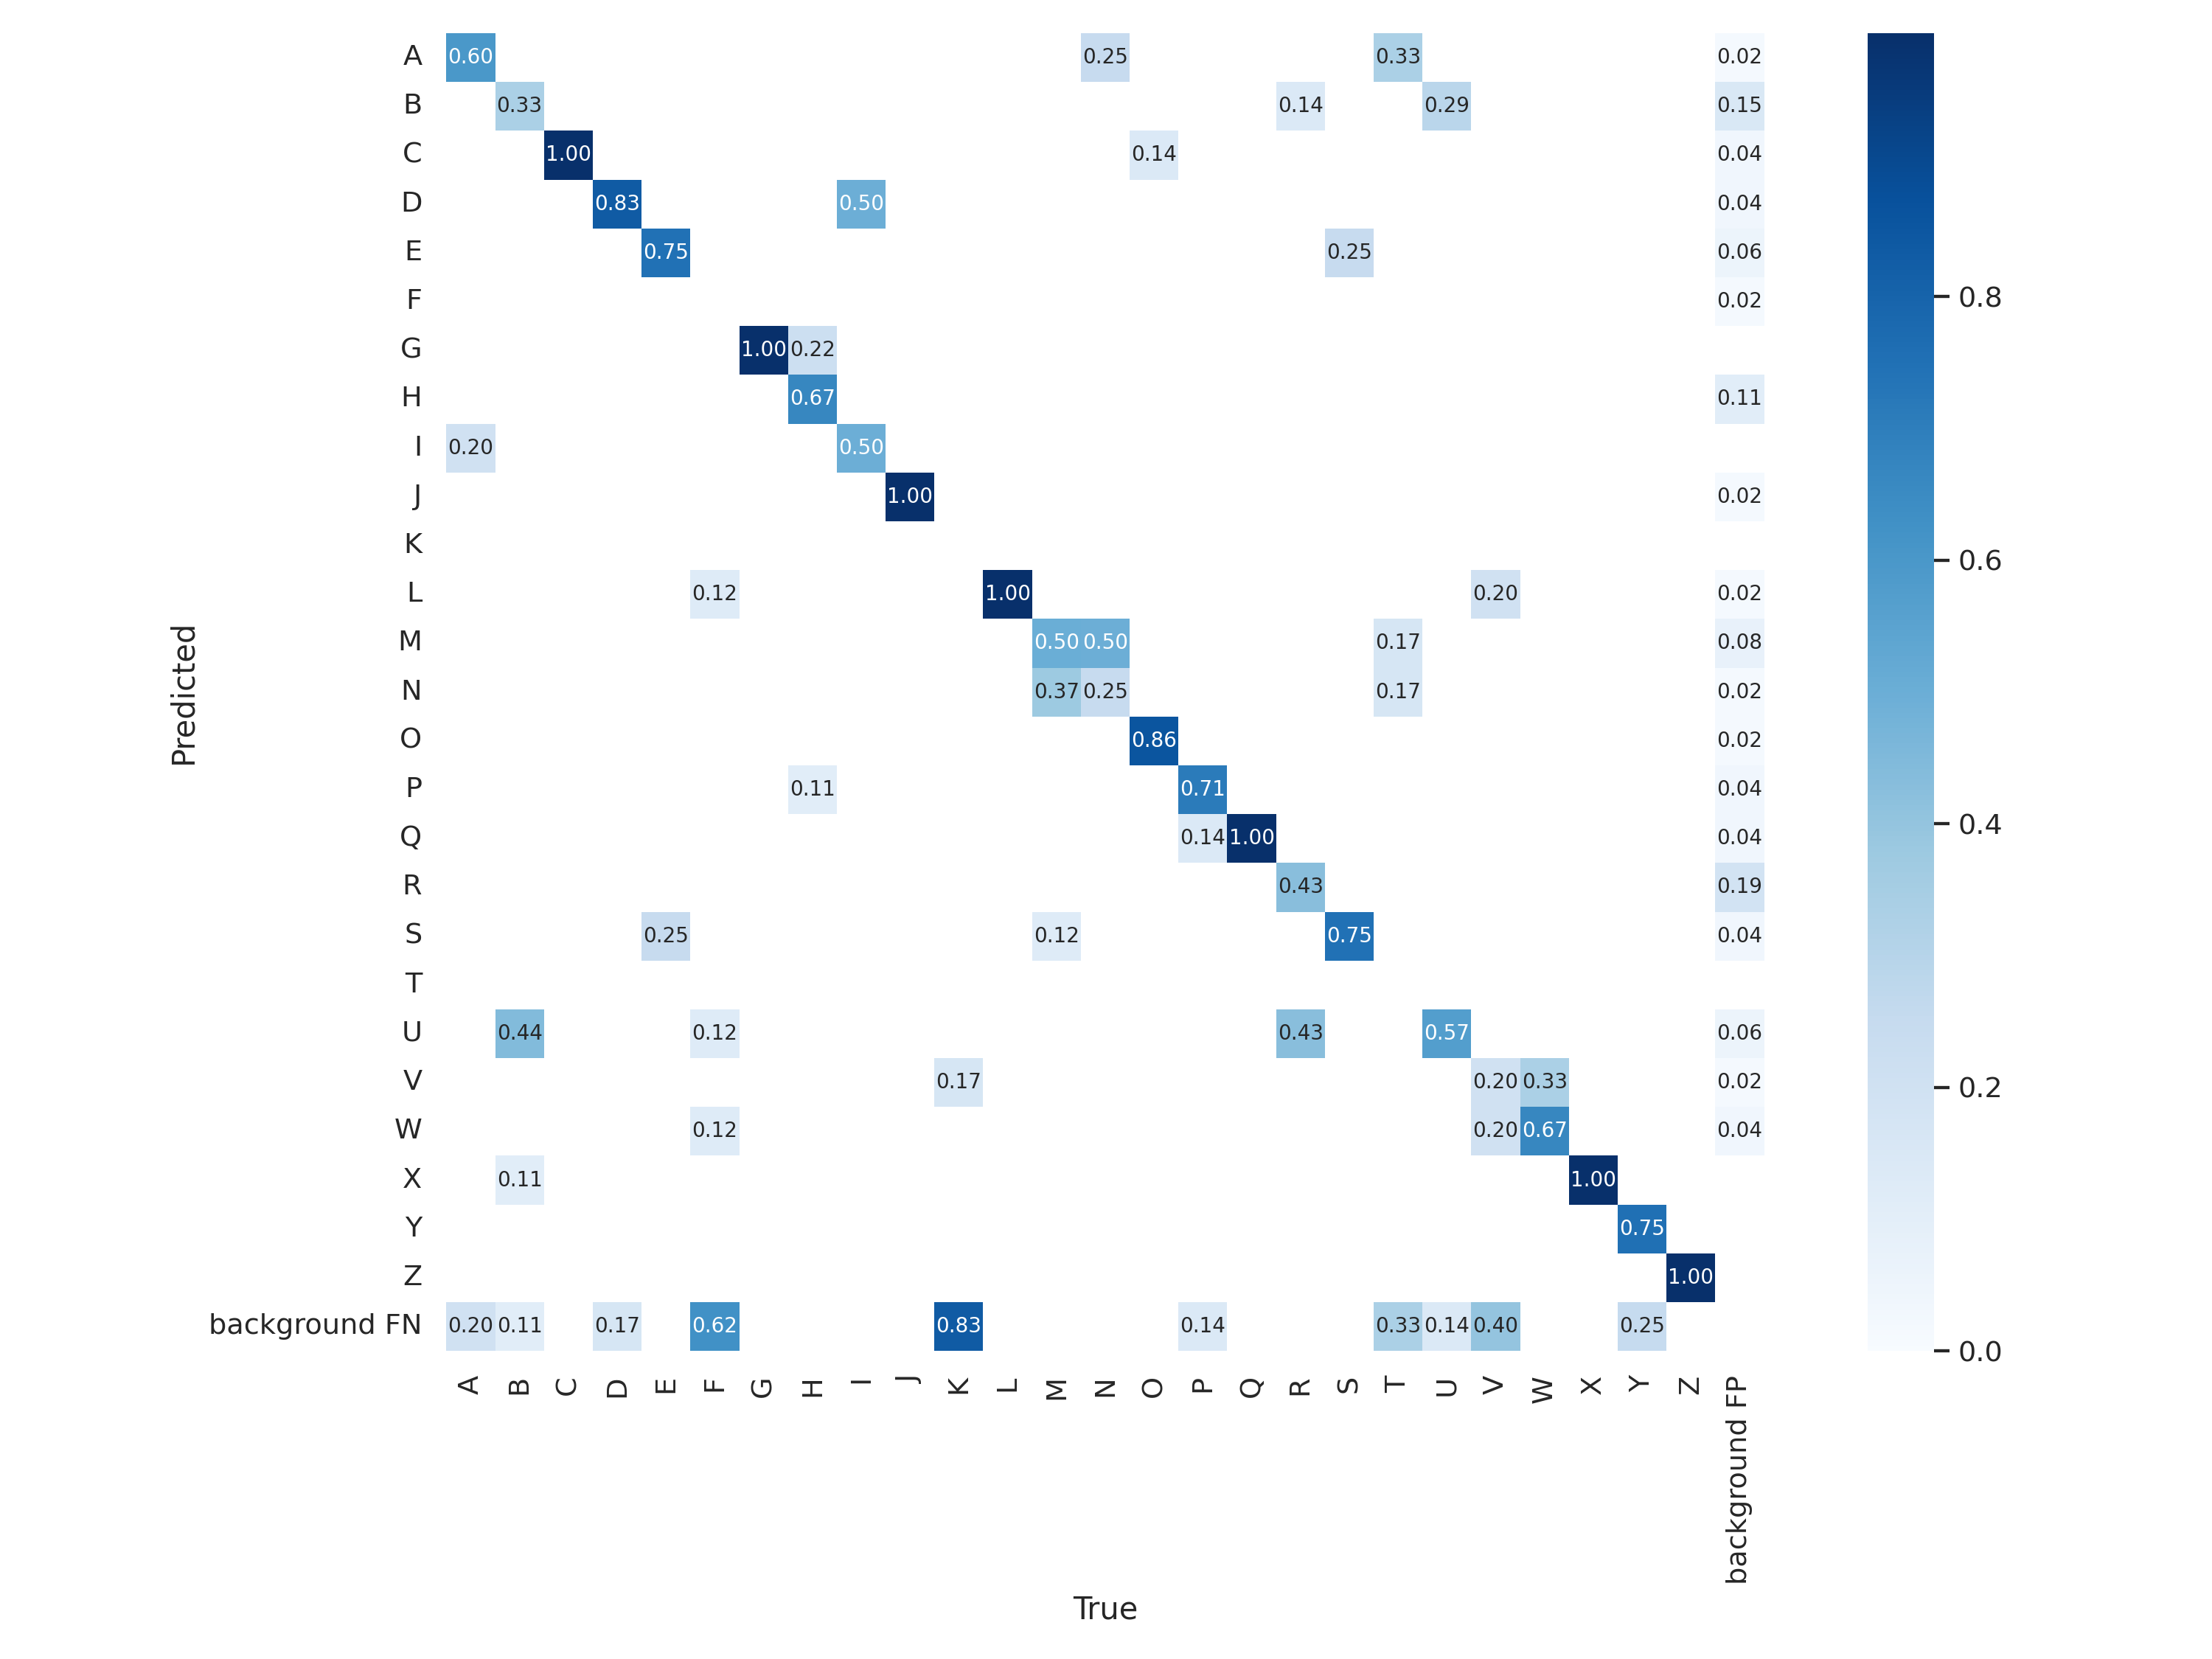 A 0.60 0.25 0.33 0.02
B 0.33 0.14 0.29 0.15
C 1.00 0.14 0.04
D 0.83 0.50 0.04
E 0.75 0.25 0.06
F 0.02
0.8
G 1.00 0.22
H 0.67 0.11
I 0.20 0.50
J 1.00 0.02
K
0.6
L 0.12 1.00 0.20 0.02
M 0.50 0.50 0.17 0.08
Predicted
N 0.37 0.25 0.17 0.02
O 0.86 0.02
P 0.11 0.71 0.04
0.4
Q 0.14 1.00 0.04
R 0.43 0.19
S 0.25 0.12 0.75 0.04
T
U 0.44 0.12 0.43 0.57 0.06
V 0.17 0.20 0.33 0.02
0.2
W 0.12 0.20 0.67 0.04
X 0.11 1.00
Y 0.75
Z 1.00
background FN 0.20 0.11 0.17 0.62 0.83 0.14 0.33 0.14 0.40 0.25
0.0
A B C D E F G H I J K L M N O P Q R S T U V W X Y Z background FP
True